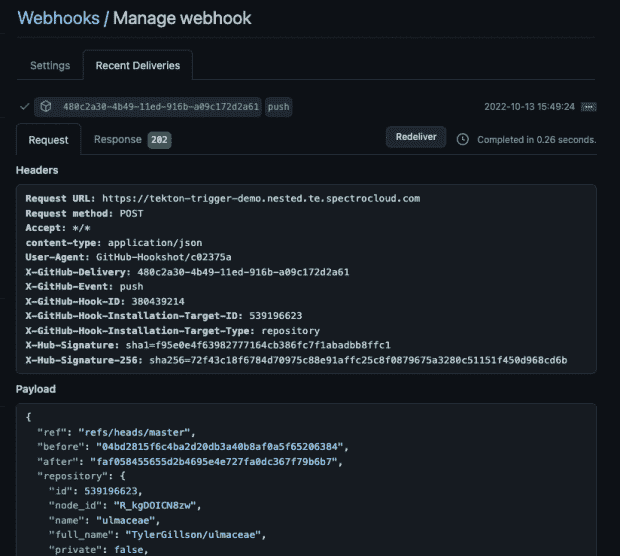 Webhooks / Manage webhook
Settings Recent Deliveries
480c2a30-4b49-11ed-916b-a09c172d2a61 push 2022-10-13 15:49:24
Request Response 202 Redeliver Completed in 0.26 seconds.
Headers
Request URL: https://tekton-trigger-demo.nested.te.spectrocloud.com
Request method: POST
Accept: */*
content-type: application/json
User-Agent: GitHub-Hookshot/c02375a
X-GitHub-Delivery: 480c2a30-4b49-11ed-916b-a09c172d2a61
X-GitHub-Event: push
X-GitHub-Hook-ID: 380439214
X-GitHub-Hook-Installation-Target-ID: 539196623
X-GitHub-Hook-Installation-Target-Type: repository
X-Hub-Signature: sha1=f95e0e4f63982777164cb386fc7f1abadbb8ffc1
X-Hub-Signature-256: sha256=72f43c18f6784d70975c88e91affc25c8f0879675a3280c51151f450d968cd6b
Payload
{
"ref": "refs/heads/master",
"before": "04bd2815f6c4ba2d20db3a40b8af0a5f65206384",
"after": "faf058455655d2b4695e4e727fa0dc367f79b6b7",
"repository": {
"id": 539196623,
"node_id": "R_kgDOICN8zw",
"name": "ulmaceae",
"full_name": "TylerGillson/ulmaceae",
"private": false,